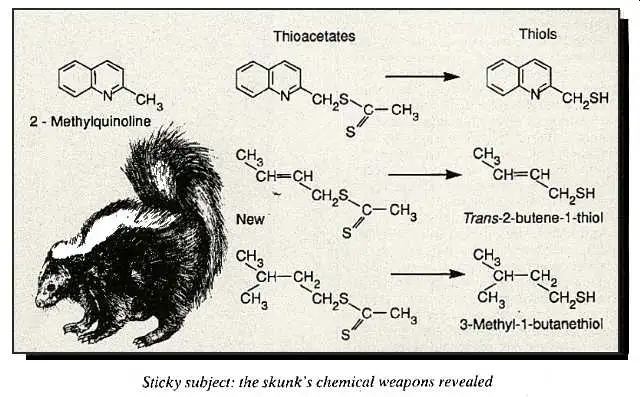 Thioacetates
Thiols
N
CH3
2 - Methylquinoline
N
CH2S
C
CH3
S
N
CH2SH
CH3
CH=CH
CH2S
C
CH3
S
New
CH3
CH=CH
CH2SH
Trans-2-butene-1-thiol
CH3
CH-CH2
CH3
CH2S
C
CH3
S
CH3
CH-CE2
CH3
CH2SH
3-Methyl-1-butanethiol
Sticky subject: the skunk's chemical weapons revealed